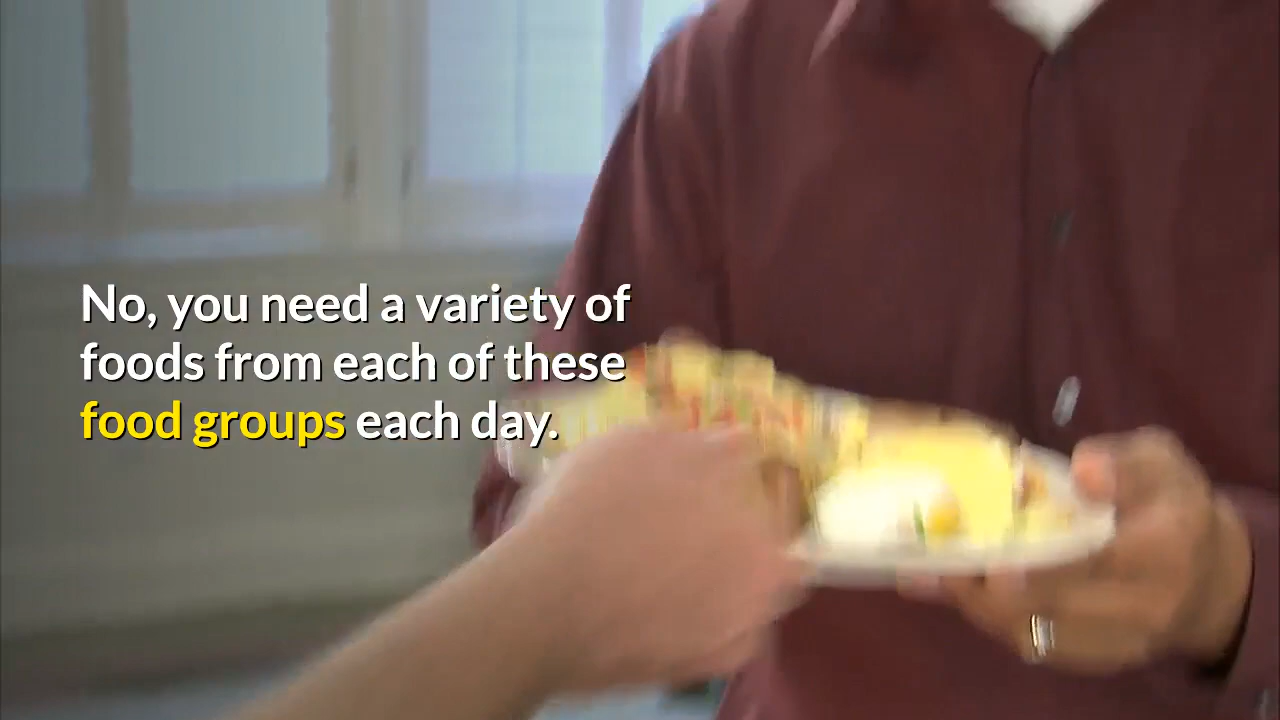 No, you need a variety of
foods from each of these
food groups each day.